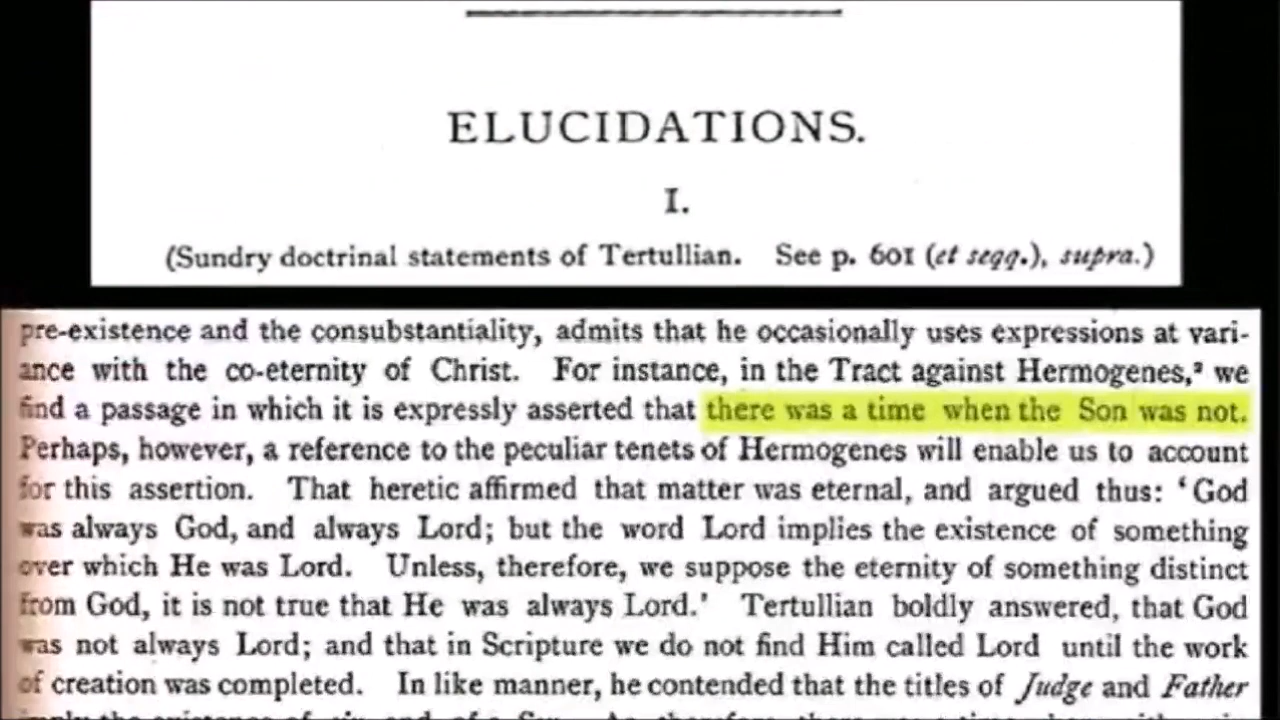 ELUCIDATIONS.
I.
(Sundry doctrinal statements of Tertullian. See p. 601 (et seqq.), supra.)
pre-existence and the consubstantiality, admits that he occasionally uses expressions at vari-
ance with the co-eternity of Christ. For instance, in the Tract against Hermogenes,² we
find a passage in which it is expressly asserted that there was a time when the Son was not.
Perhaps, however, a reference to the peculiar tenets of Hermogenes will enable us to account
for this assertion. That heretic affirmed that matter was eternal, and argued thus: ‘God
was always God, and always Lord; but the word Lord implies the existence of something
over which He was Lord. Unless, therefore, we suppose the eternity of something distinct
from God, it is not true that He was always Lord.’ Tertullian boldly answered, that God
was not always Lord; and that in Scripture we do not find Him called Lord until the work
of creation was completed. In like manner, he contended that the titles of Judge and Father